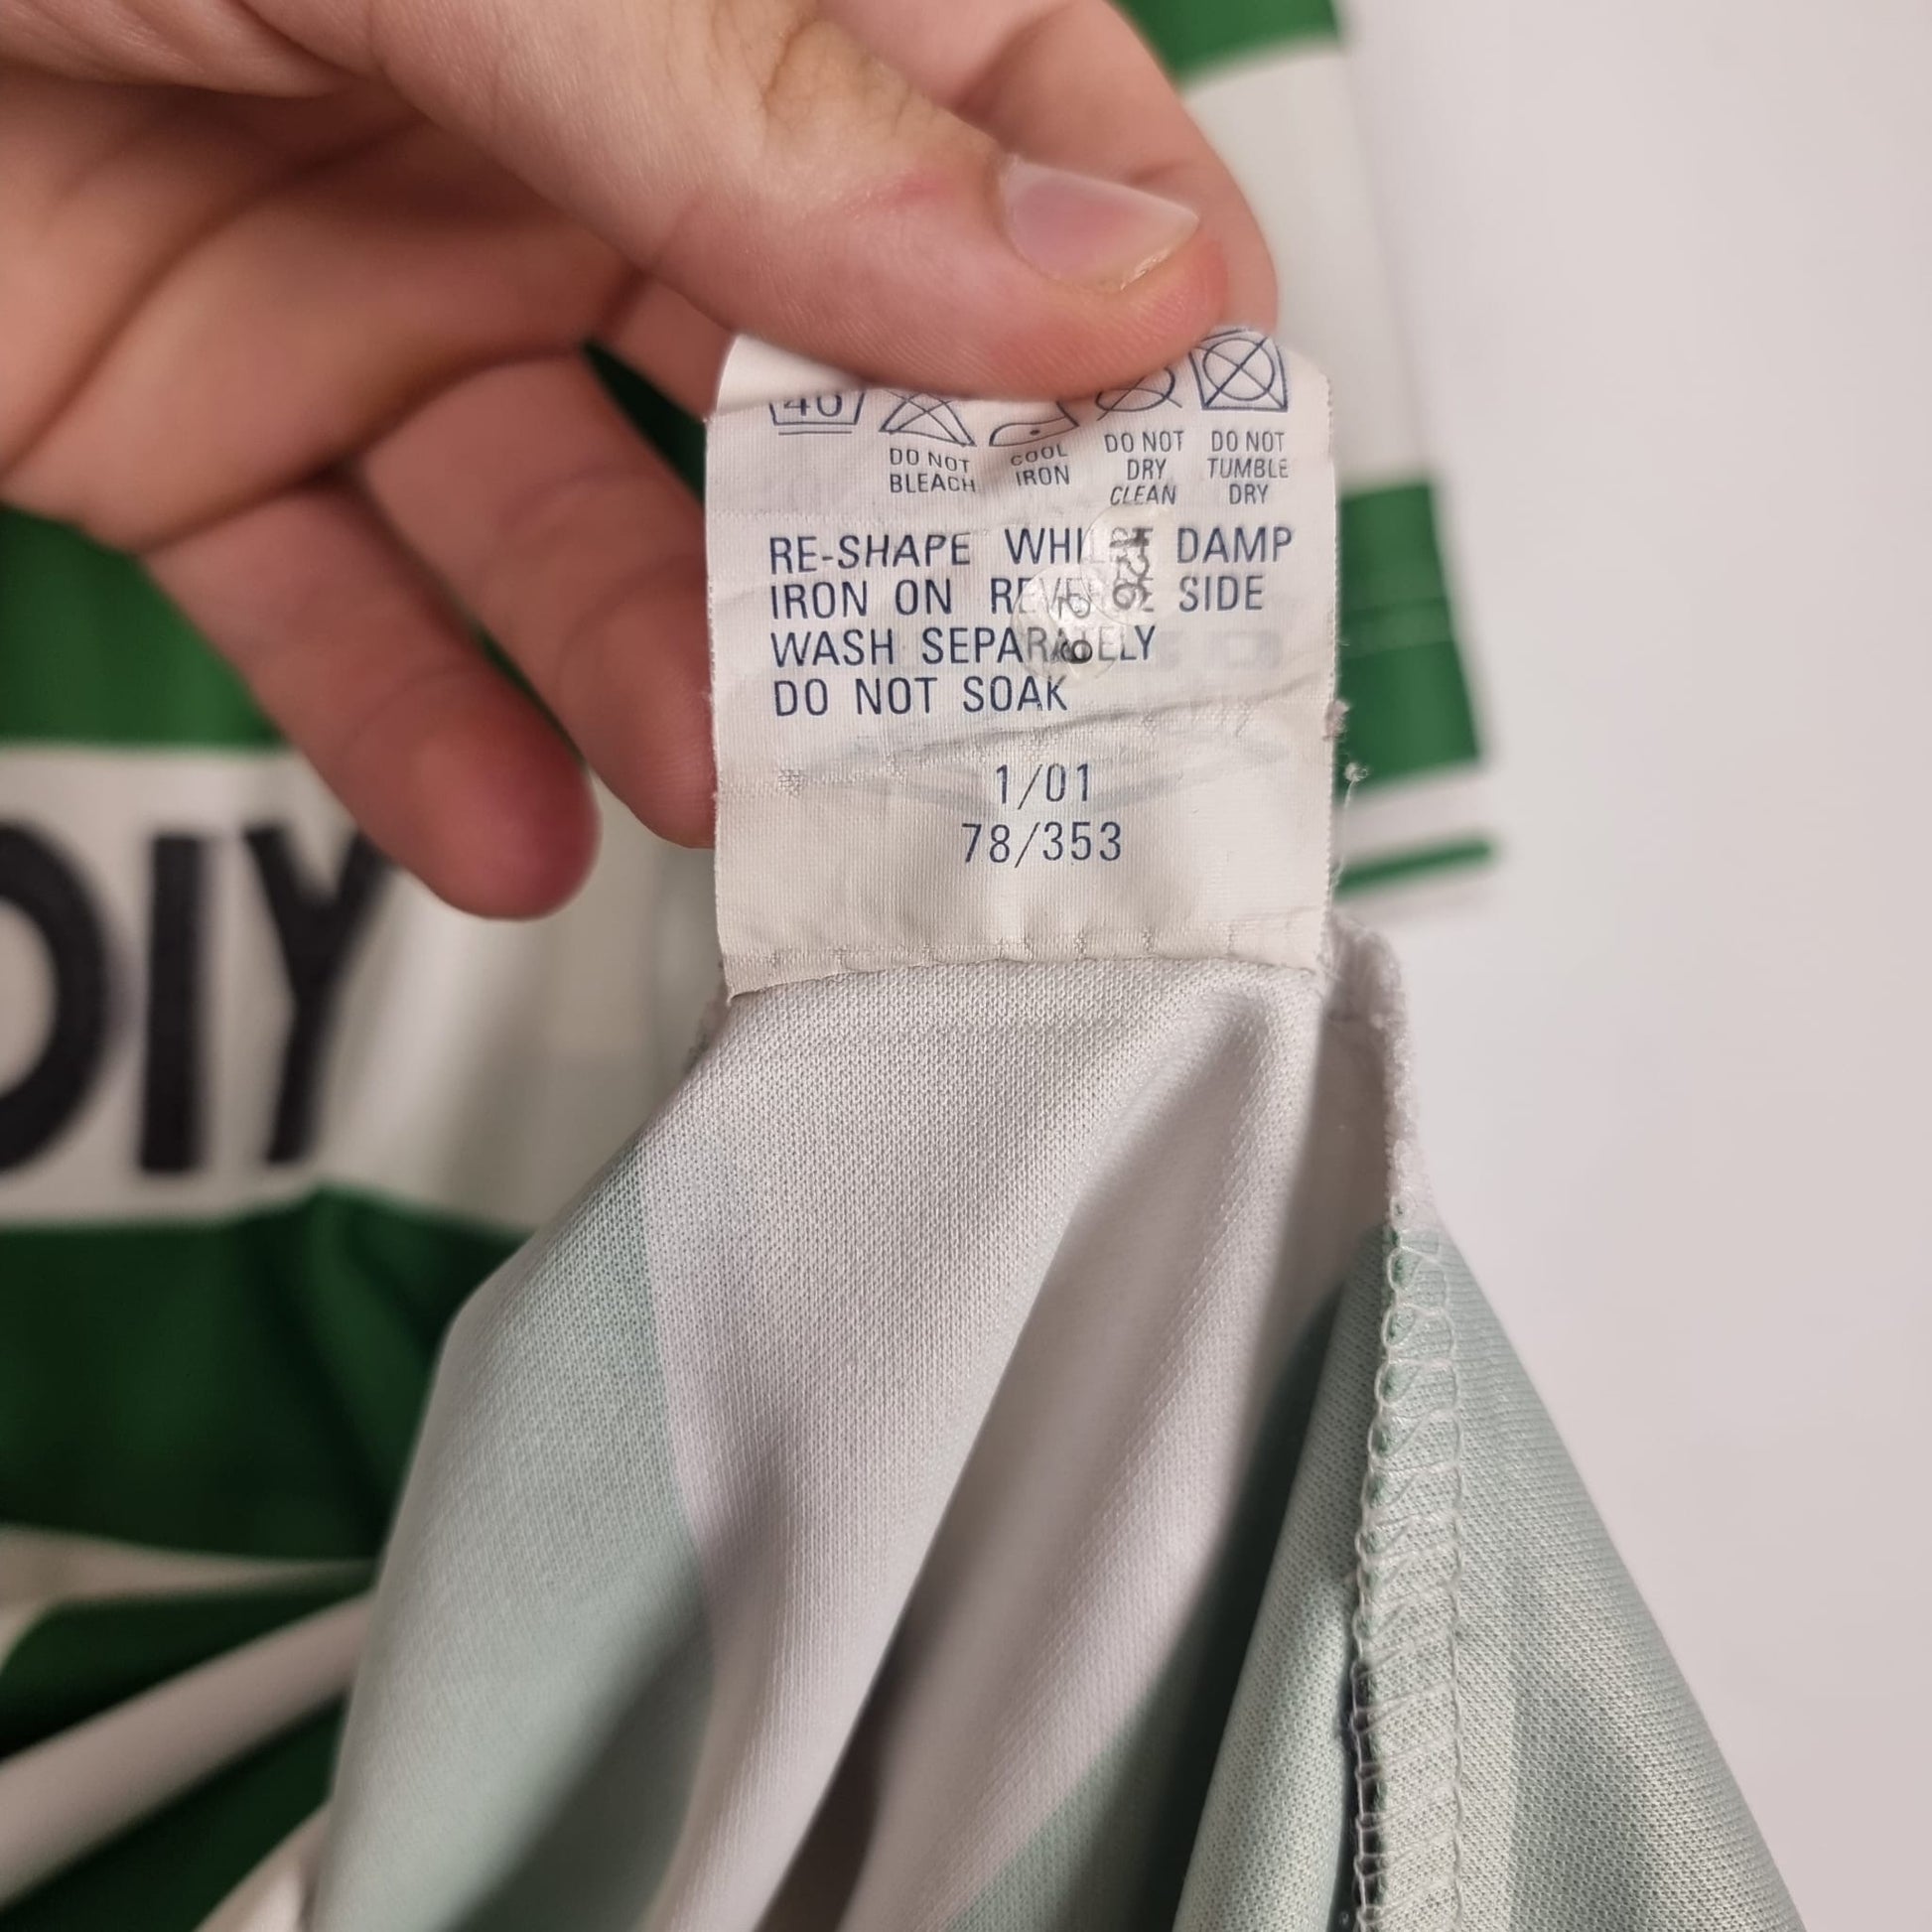 40
DO NOT BLEACH
COOL IRON
DO NOT DRY CLEAN
DO NOT TUMBLE DRY
RE-SHAPE WHILST DAMP
IRON ON REVERSE SIDE
WASH SEPARATELY
DO NOT SOAK
1/01
78/353
DIY